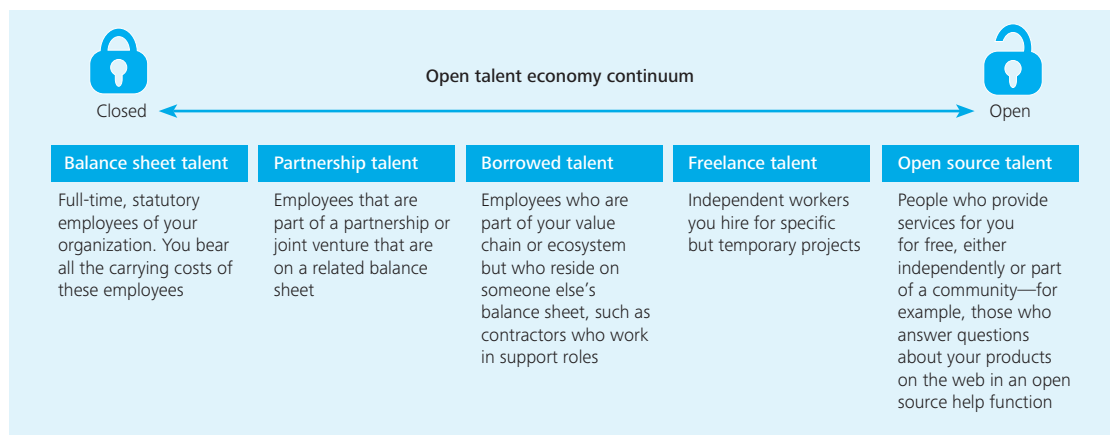 Open talent economy continuum
Closed
Open
Balance sheet talent
Full-time, statutory
employees of your
organization. You bear
all the carrying costs of
these employees
Partnership talent
Employees that are
part of a partnership or
joint venture that are
on a related balance
sheet
Borrowed talent
Employees who are
part of your value
chain or ecosystem
but who reside on
someone else’s
balance sheet, such as
contractors who work
in support roles
Freelance talent
Independent workers
you hire for specific
but temporary projects
Open source talent
People who provide
services for you
for free, either
independently or part
of a community—for
example, those who
answer questions
about your products
on the web in an open
source help function